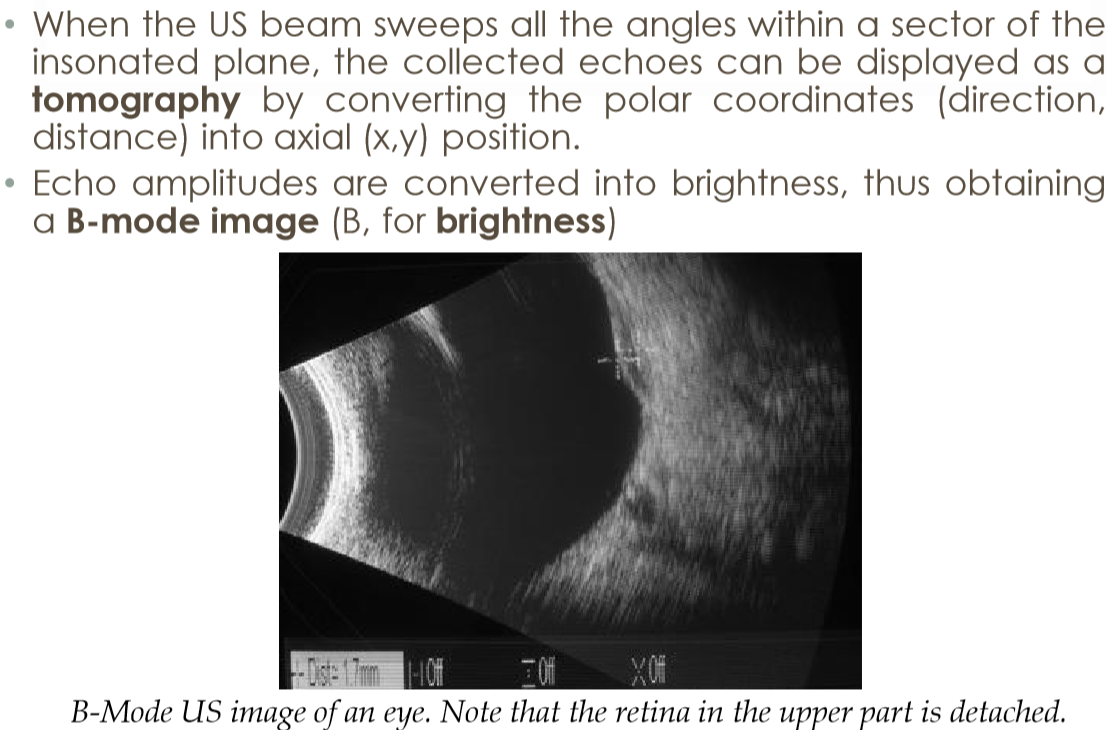 • When the US beam sweeps all the angles within a sector of the
insonated plane, the collected echoes can be displayed as a
tomography by converting the polar coordinates (direction,
distance) into axial (x,y) position.
• Echo amplitudes are converted into brightness, thus obtaining
a B-mode image (B, for brightness)
Dist= 1.7mm Off Off Off
B-Mode US image of an eye. Note that the retina in the upper part is detached.